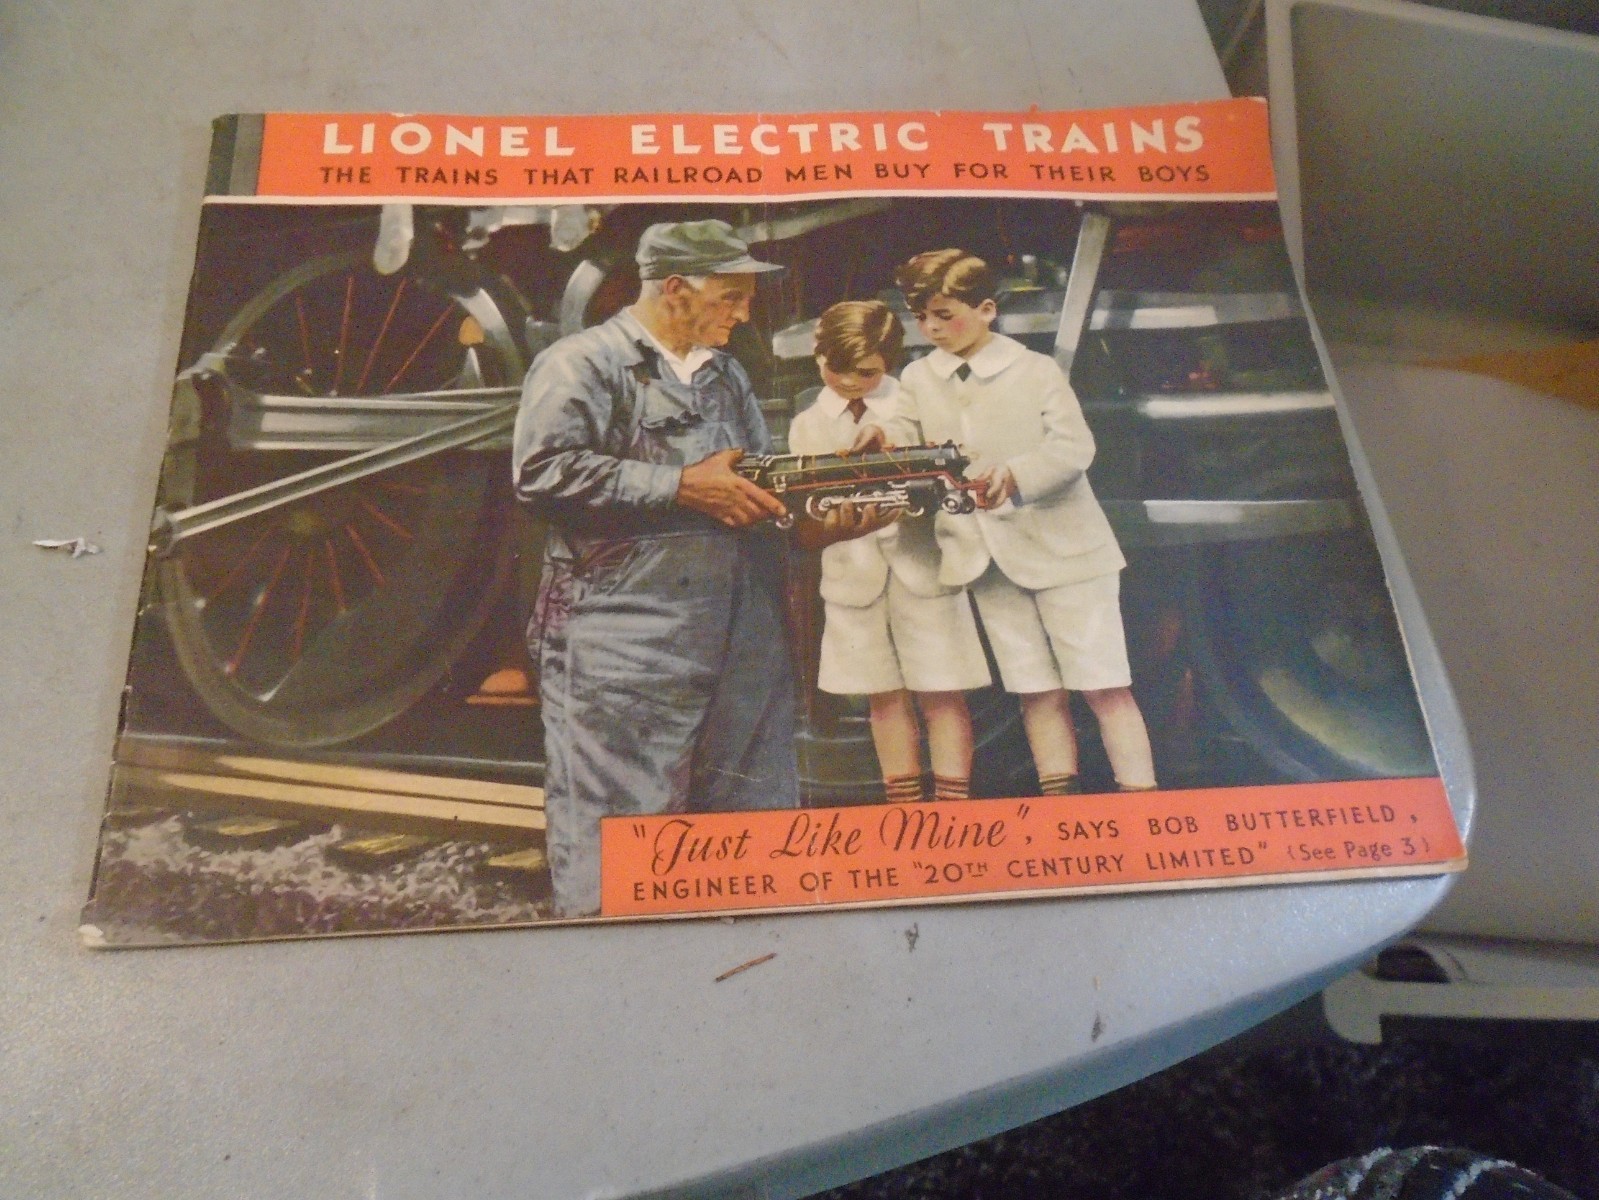 LIONEL ELECTRIC TRAINS
THE TRAINS THAT RAILROAD MEN BUY FOR THEIR BOYS
"Just Like Mine", SAYS BOB BUTTERFIELD,
ENGINEER OF THE "20TH CENTURY LIMITED" (See Page 3)